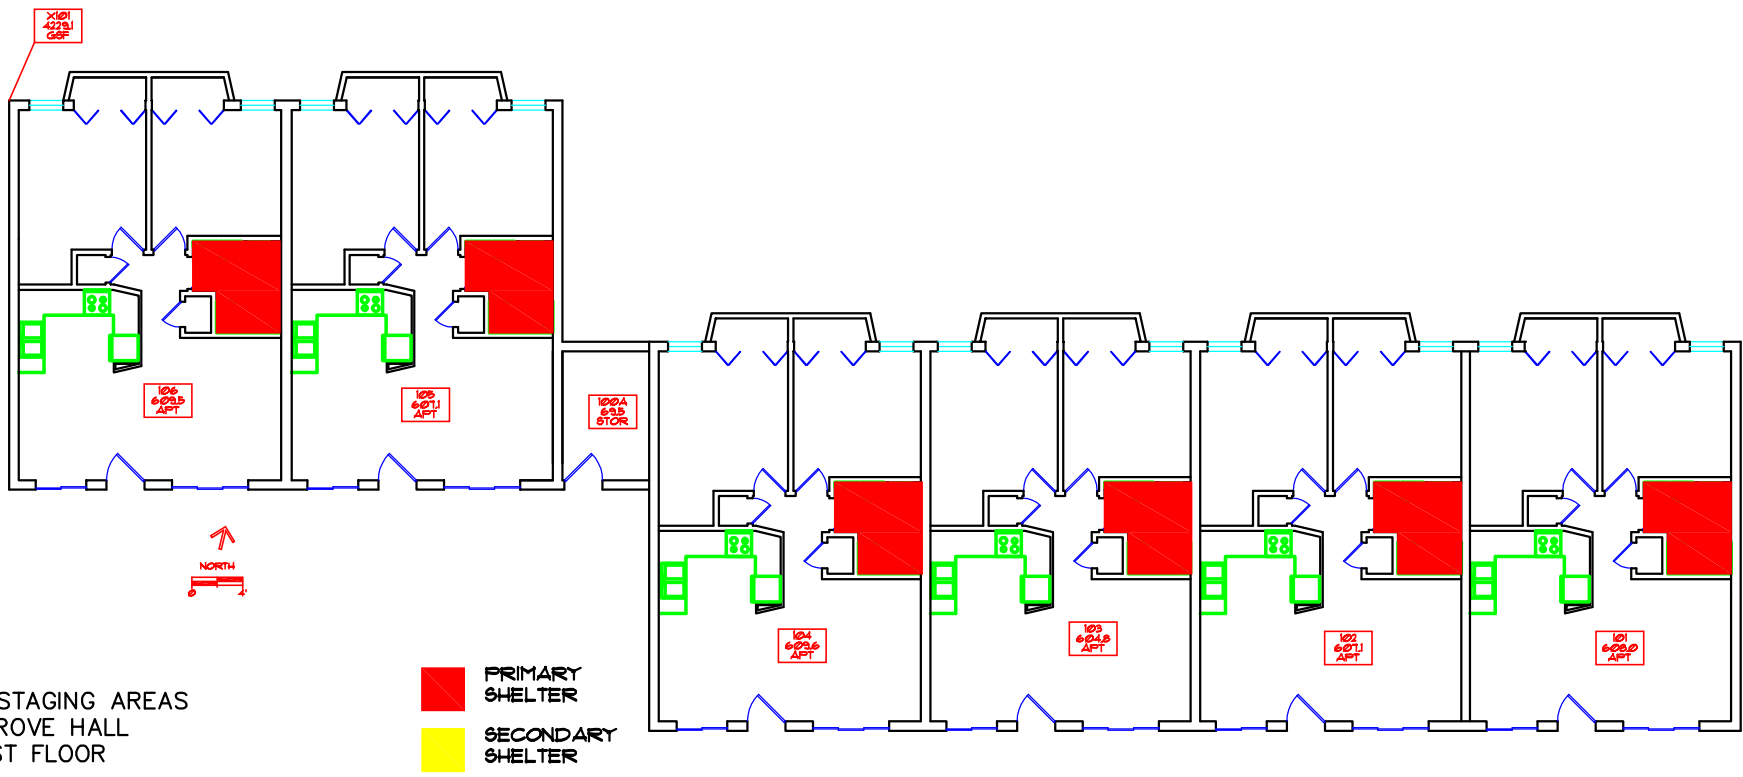 X101
4229.1
GSF
106
609.5
APT
105
607.1
APT
100A
69.5
STOR
NORTH
0 4'
104
609.6
APT
103
604.8
APT
102
607.1
APT
101
608.0
APT
STAGING AREAS
ROVE HALL
ST FLOOR
PRIMARY
SHELTER
SECONDARY
SHELTER